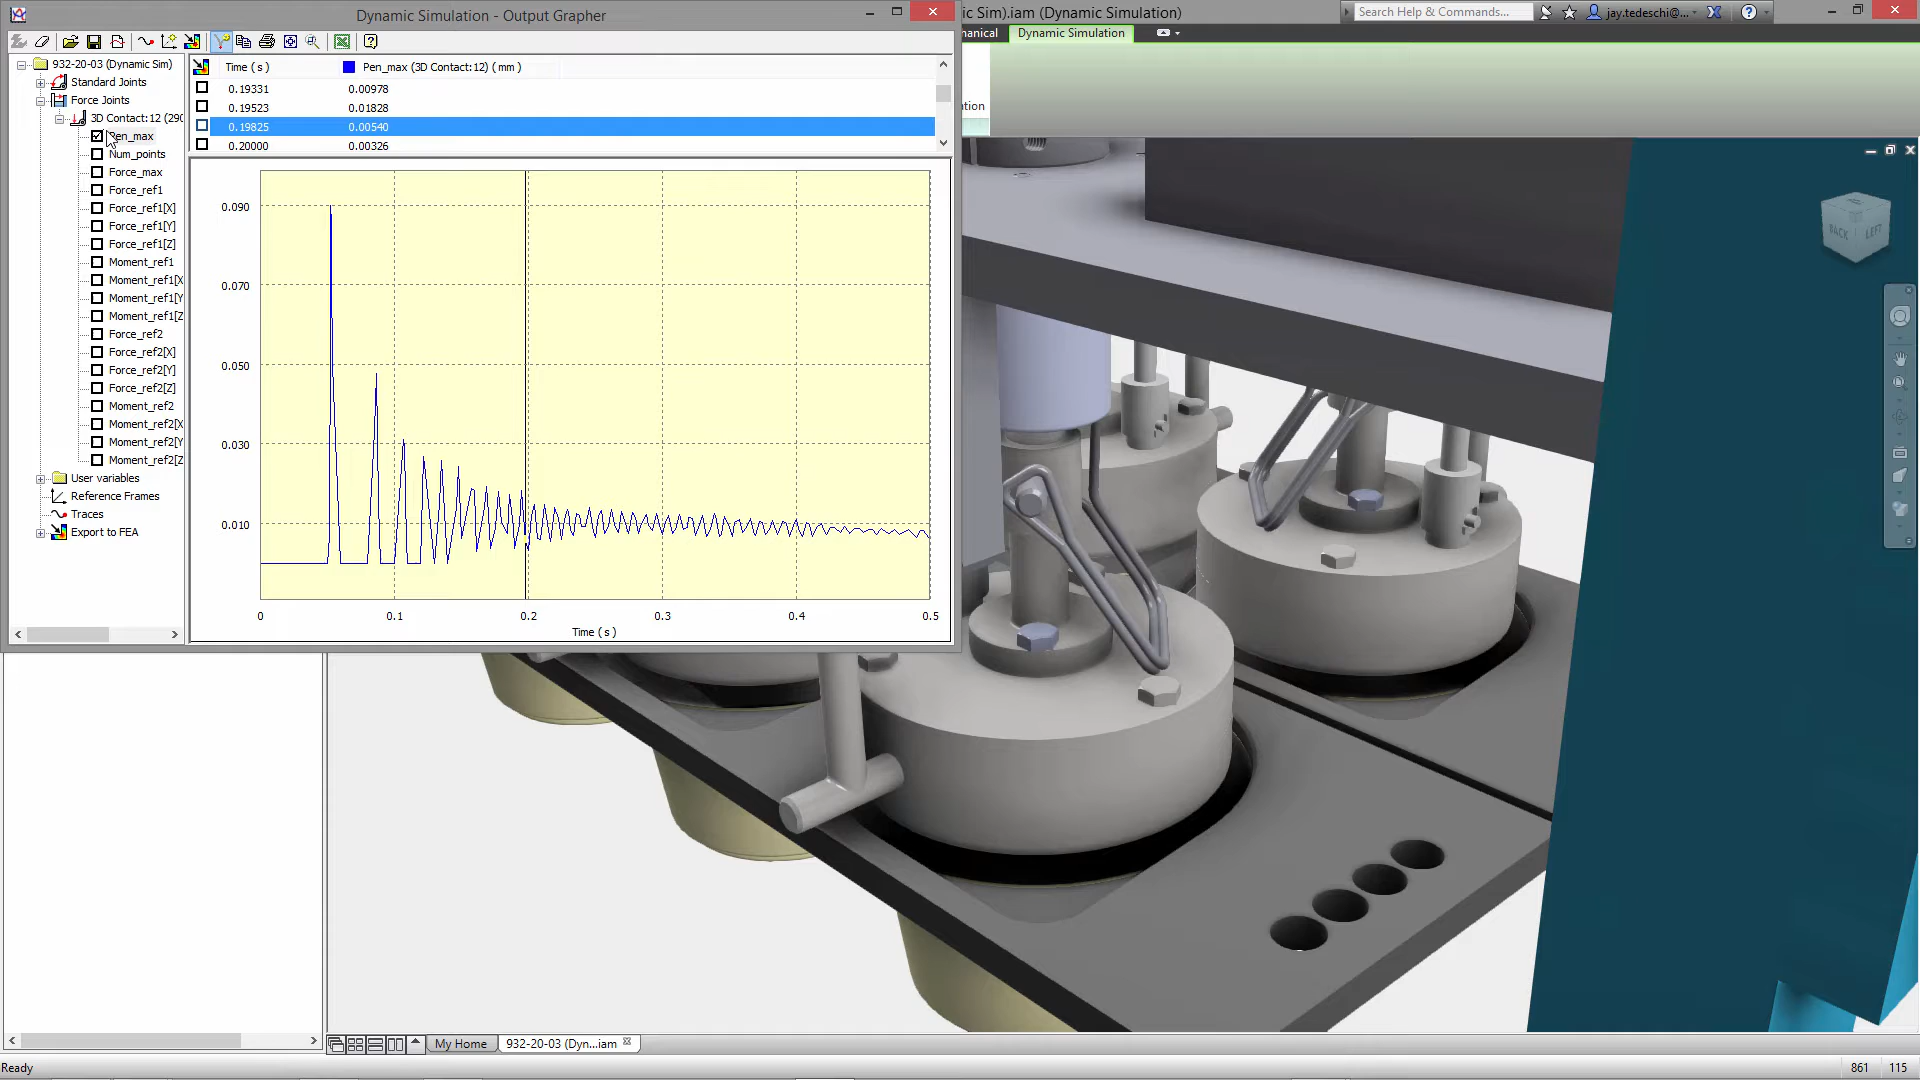 Dynamic Simulation - Output Grapher
c Sim).iam (Dynamic Simulation)
Search Help & Commands...
jay.tedeschi@...
hanical
Dynamic Simulation
ation
932-20-03 (Dynamic Sim)
Standard Joints
Force Joints
3D Contact:12 (290
Pen_max
Num_points
Force_max
Force_ref1
Force_ref1[X]
Force_ref1[Y]
Force_ref1[Z]
Moment_ref1
Moment_ref1[X
Moment_ref1[Y
Moment_ref1[Z
Force_ref2
Force_ref2[X]
Force_ref2[Y]
Force_ref2[Z]
Moment_ref2
Moment_ref2[X
Moment_ref2[Y
Moment_ref2[Z
User variables
Reference Frames
Traces
Export to FEA
Time ( s )
Pen_max (3D Contact:12) ( mm )
0.19331 0.00978
0.19523 0.01828
0.19825 0.00540
0.20000 0.00326
0.090
0.070
0.050
0.030
0.010
0 0.1 0.2 0.3 0.4 0.5
Time ( s )
BACK
LEFT
My Home
932-20-03 (Dyn...iam
Ready
861 115